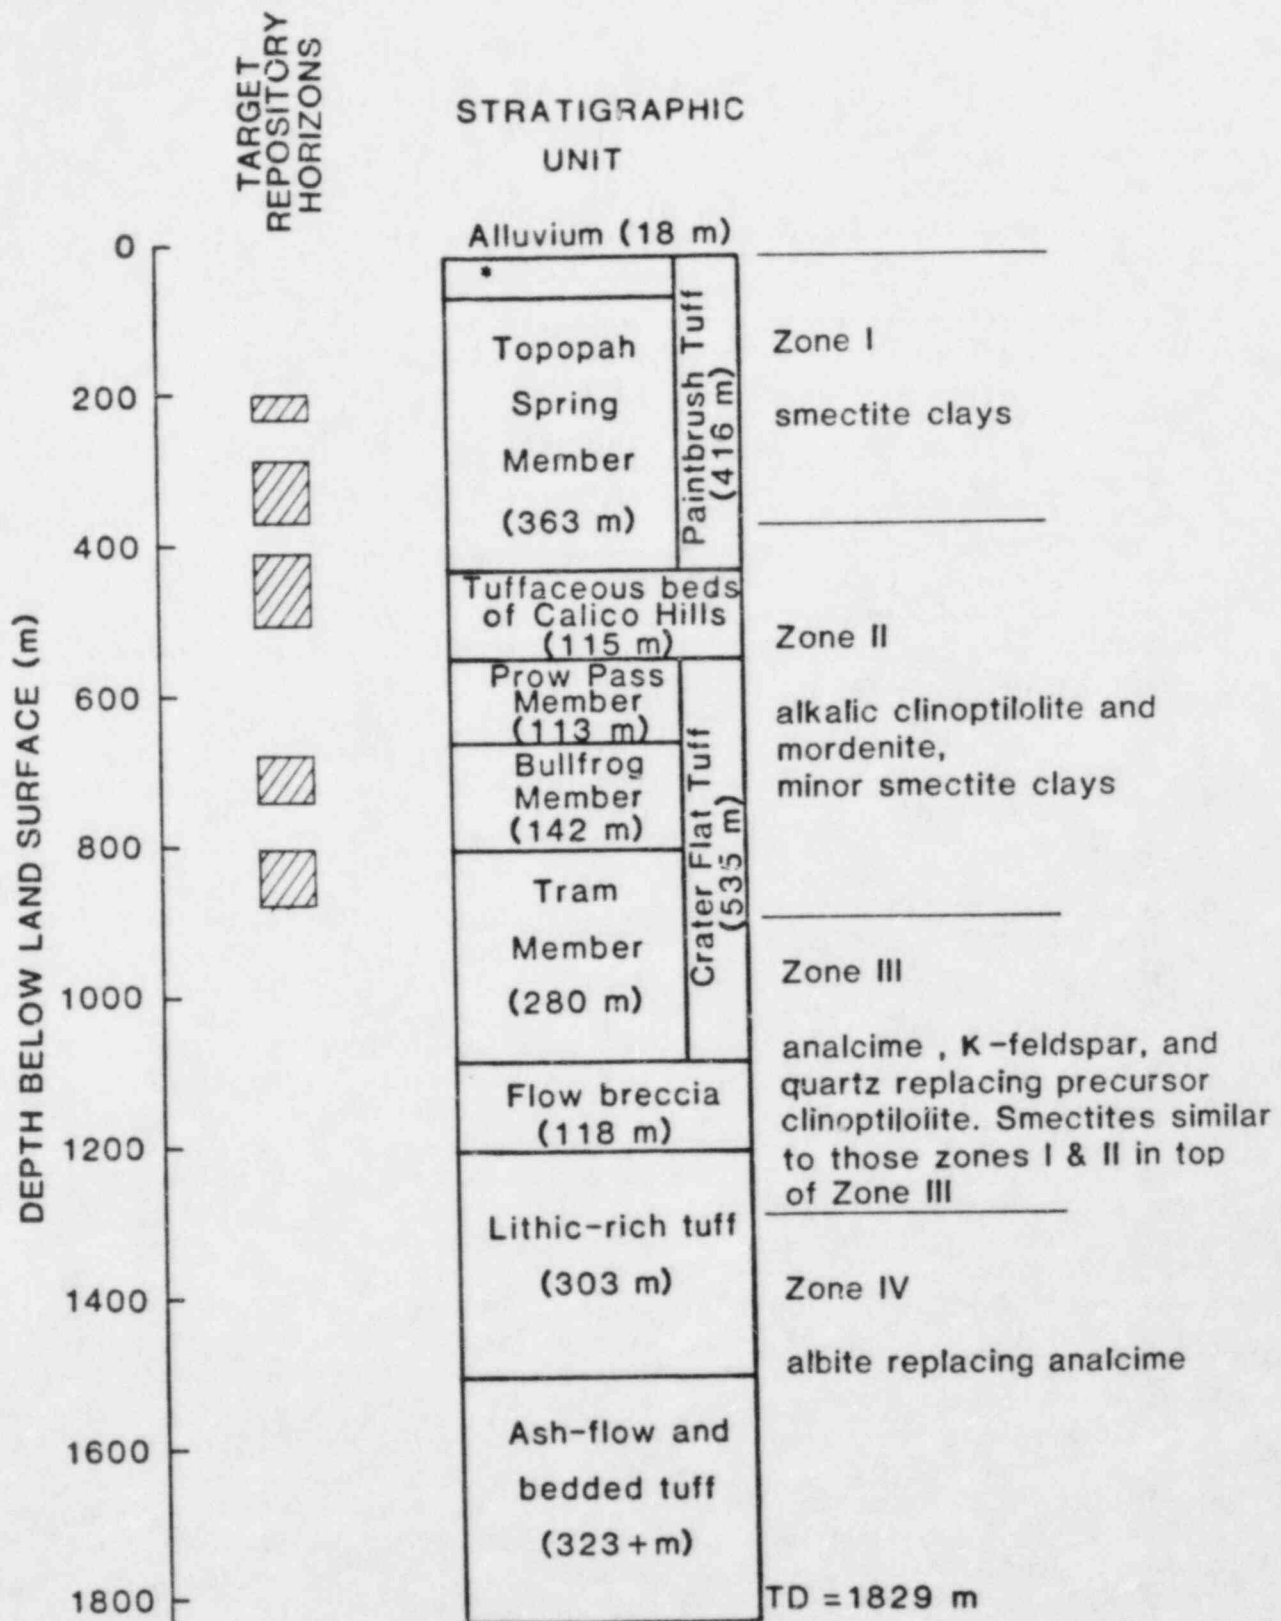 TARGET
REPOSITORY
HORIZONS
STRATIGRAPHIC
UNIT
DEPTH BELOW LAND SURFACE (m)
0
200
400
600
800
1000
1200
1400
1600
1800
Alluvium (18 m)
*
Topopah
Spring
Member
(363 m)
Paintbrush Tuff
(416 m)
Tuffaceous beds
of Calico Hills
(115 m)
Prow Pass
Member
(113 m)
Bullfrog
Member
(142 m)
Tram
Member
(280 m)
Crater Flat Tuff
(535 m)
Flow breccia
(118 m)
Lithic-rich tuff
(303 m)
Ash-flow and
bedded tuff
(323+m)
Zone I
smectite clays
Zone II
alkalic clinoptilolite and
mordenite,
minor smectite clays
Zone III
analcime , K-feldspar, and
quartz replacing precursor
clinoptilolite. Smectites similar
to those zones I & II in top
of Zone III
Zone IV
albite replacing analcime
TD = 1829 m